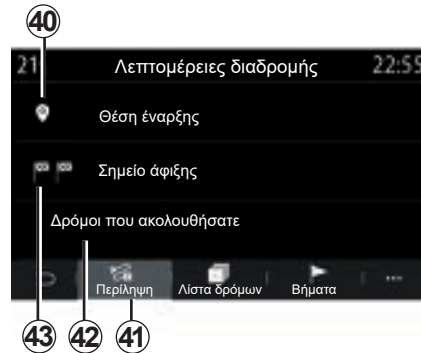 40
21 Λεπτομέρειες διαδρομής 22:55
Θέση έναρξης
Σημείο άφιξης
Δρόμοι που ακολουθήσατε
Περίληψη Λίστα δρόμων Βήματα ...
43 42 41